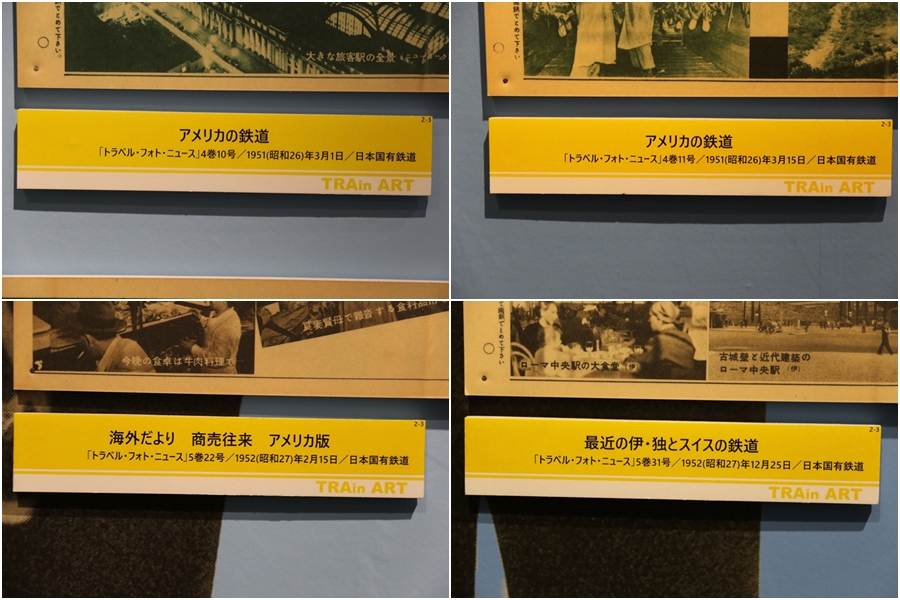 画鋲でとめて下さい。
大きな旅客駅の全景
2-3
アメリカの鉄道
「トラベル・フォト・ニュース」4巻10号／1951(昭和26)年3月1日／日本国有鉄道
TRAin ART
2-3
アメリカの鉄道
「トラベル・フォト・ニュース」4巻11号／1951(昭和26)年3月15日／日本国有鉄道
TRAin ART
今晩の食卓は牛肉料理で
2-3
海外だより 商売往来 アメリカ版
「トラベル・フォト・ニュース」5巻22号／1952(昭和27)年2月15日／日本国有鉄道
TRAin ART
ローマ中央駅の大食堂（伊）
古城壁と近代建築の
ローマ中央駅（伊）
2-3
最近の伊・独とスイスの鉄道
「トラベル・フォト・ニュース」5巻31号／1952(昭和27)年12月25日／日本国有鉄道
TRAin ART